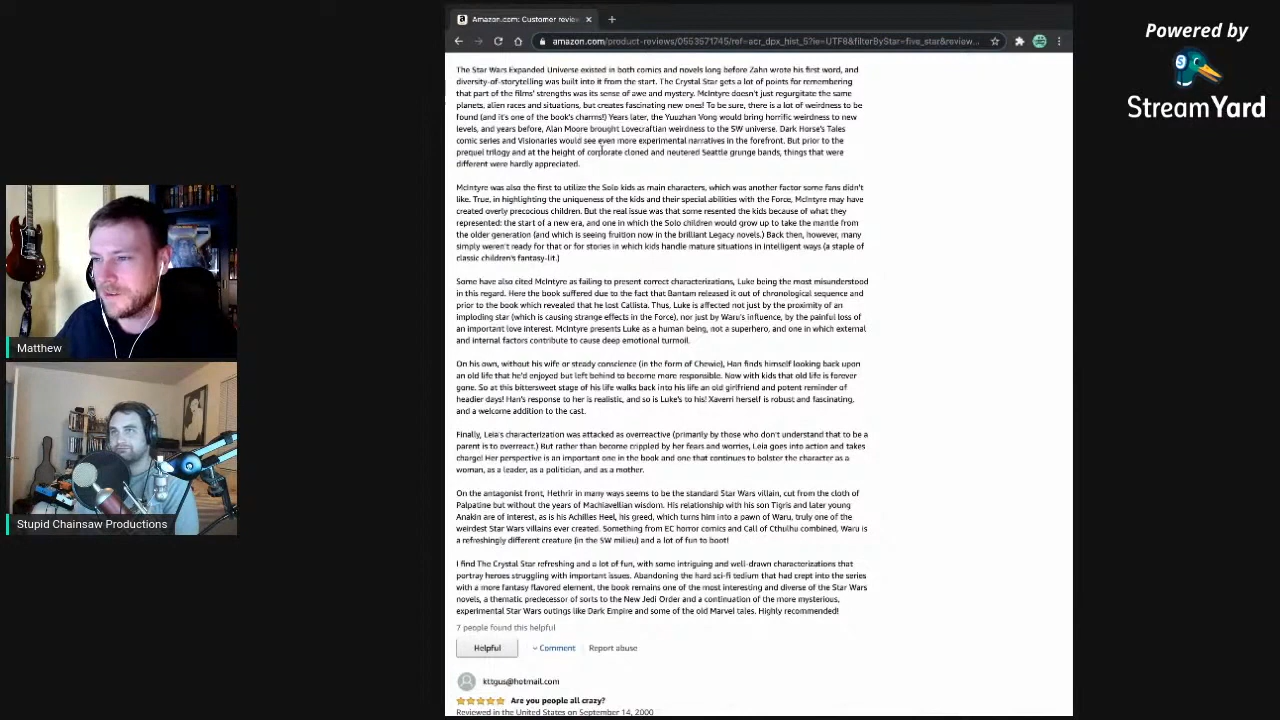 Amazon.com: Customer review
amazon.com/product-reviews/0553571745/ref=acr_dpx_hist_5?ie=UTF8&filterByStar=five_star&review...
Powered by
StreamYard
The Star Wars Expanded Universe existed in both comics and novels long before Zahn wrote his first word, and
diversity-of-storytelling was built into it from the start. The Crystal Star gets a lot of points for remembering
that part of the films' strengths was its sense of awe and mystery. McIntyre doesn't just regurgitate the same
planets, alien races and situations, but creates fascinating new ones! To be sure, there is a lot of weirdness to be
found (and it's one of the book's charms!) Years later, the Yuuzhan Vong would bring horrific weirdness to new
levels, and years before, Alan Moore brought Lovecraftian weirdness to the SW universe. Dark Horse's Tales
comic series and Visionaries would see even more experimental narratives in the forefront. But prior to the
prequel trilogy and at the height of corporate cloned and neutered Seattle grunge bands, things that were
different were hardly appreciated.
McIntyre was also the first to utilize the Solo kids as main characters, which was another factor some fans didn't
like. True, in highlighting the uniqueness of the kids and their special abilities with the Force, McIntyre may have
created overly precocious children. But the real issue was that some resented the kids because of what they
represented: the start of a new era, and one in which the Solo children would grow up to take the mantle from
the older generation (and which is seeing fruition now in the brilliant Legacy novels.) Back then, however, many
simply weren't ready for that or for stories in which kids handle mature situations in intelligent ways (a staple of
classic children's fantasy-lit.)
Some have also cited McIntyre as failing to present correct characterizations, Luke being the most misunderstood
in this regard. Here the book suffered due to the fact that Bantam released it out of chronological sequence and
prior to the book which revealed that he lost Callista. Thus, Luke is affected not just by the proximity of an
imploding star (which is causing strange effects in the Force), nor just by Waru's influence, by the painful loss of
an important love interest. McIntyre presents Luke as a human being, not a superhero, and one in which external
and internal factors contribute to cause deep emotional turmoil.
On his own, without his wife or steady conscience (in the form of Chewie), Han finds himself looking back upon
an old life that he'd enjoyed but left behind to become more responsible. Now with kids that old life is forever
gone. So at this bittersweet stage of his life walks back into his life an old girlfriend and potent reminder of
headier days! Han's response to her is realistic, and so is Luke's to his! Xaverri herself is robust and fascinating,
and a welcome addition to the cast.
Finally, Leia's characterization was attacked as overreactive (primarily by those who don't understand that to be a
parent is to overreact.) But rather than become crippled by her fears and worries, Leia goes into action and takes
charge! Her perspective is an important one in the book and one that continues to bolster the character as a
woman, as a leader, as a politician, and as a mother.
On the antagonist front, Hethrir in many ways seems to be the standard Star Wars villain, cut from the cloth of
Palpatine but without the years of Machiavellian wisdom. His relationship with his son Tigris and later young
Anakin are of interest, as is his Achilles Heel, his greed, which turns him into a pawn of Waru, truly one of the
weirdest Star Wars villains ever created. Something from EC horror comics and Call of Cthulhu combined, Waru is
a refreshingly different creature (in the SW milieu) and a lot of fun to boot!
I find The Crystal Star refreshing and a lot of fun, with some intriguing and well-drawn characterizations that
portray heroes struggling with important issues. Abandoning the hard sci-fi tedium that had crept into the series
with a more fantasy flavored element, the book remains one of the most interesting and diverse of the Star Wars
novels, a thematic predecessor of sorts to the New Jedi Order and a continuation of the more mysterious,
experimental Star Wars outings like Dark Empire and some of the old Marvel tales. Highly recommended!
7 people found this helpful
Helpful
Comment
Report abuse
kttgus@hotmail.com
Are you people all crazy?
Reviewed in the United States on September 14, 2000
Matthew
Stupid Chainsaw Productions